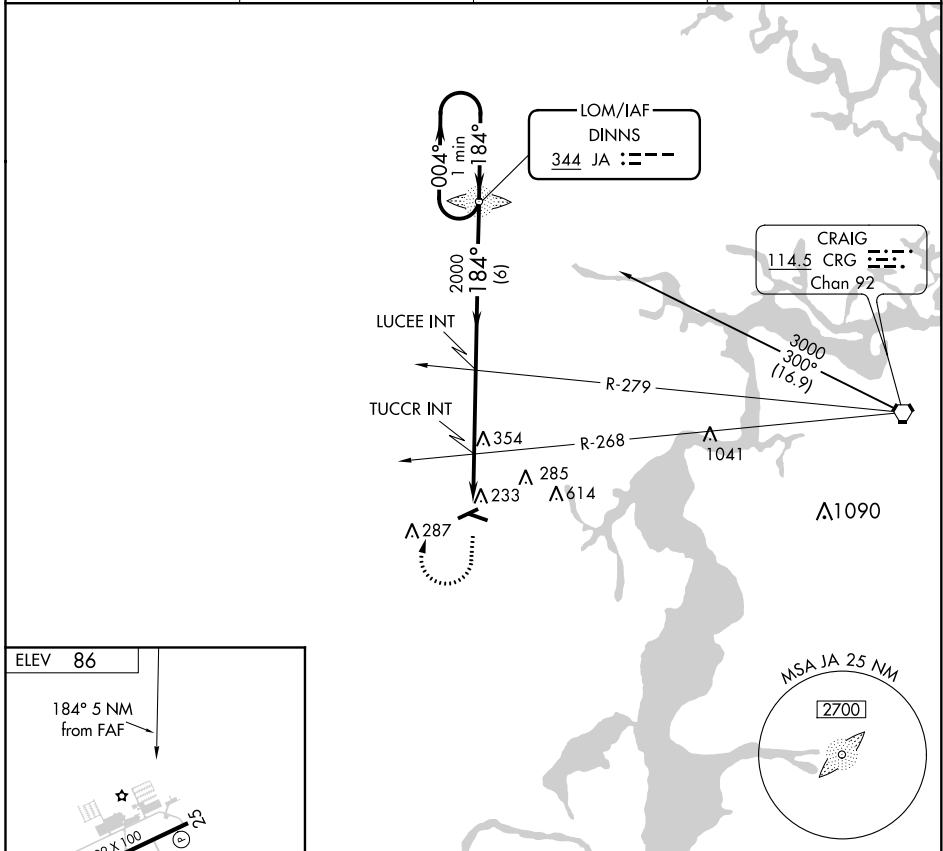 LOM/IAF
DINNS
344 JA
004°
1 min
184°
CRAIG
114.5 CRG
Chan 92
2000
184°
(6)
LUCEE INT
3000
300°
(16.9)
R-279
TUCCR INT
354
R-268
1041
285
233
614
287
1090
ELEV 86
MSA JA 25 NM
2700
184° 5 NM
from FAF
25
X 100
P